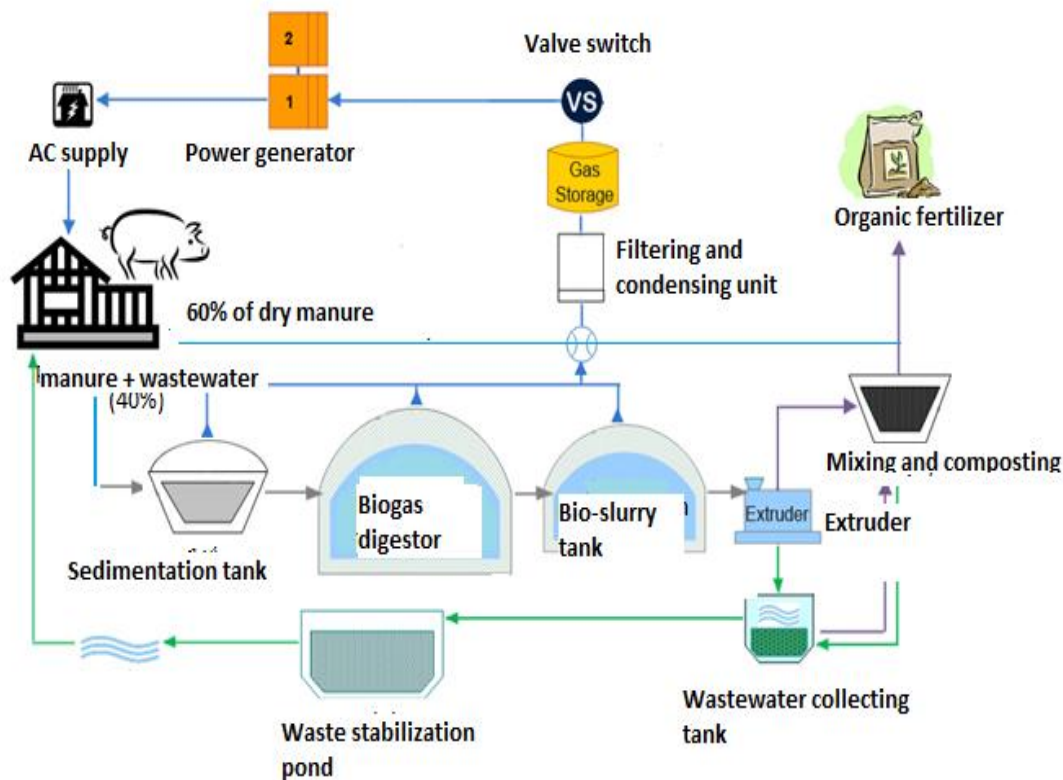 2
Valve switch
1
VS
AC supply
Power generator
Gas
Storage
Organic fertilizer
Filtering and
condensing unit
60% of dry manure
manure + wastewater
(40%)
Mixing and composting
Biogas
digestor
Bio-slurry
tank
Extruder
Extruder
Sedimentation tank
Wastewater collecting
tank
Waste stabilization
pond